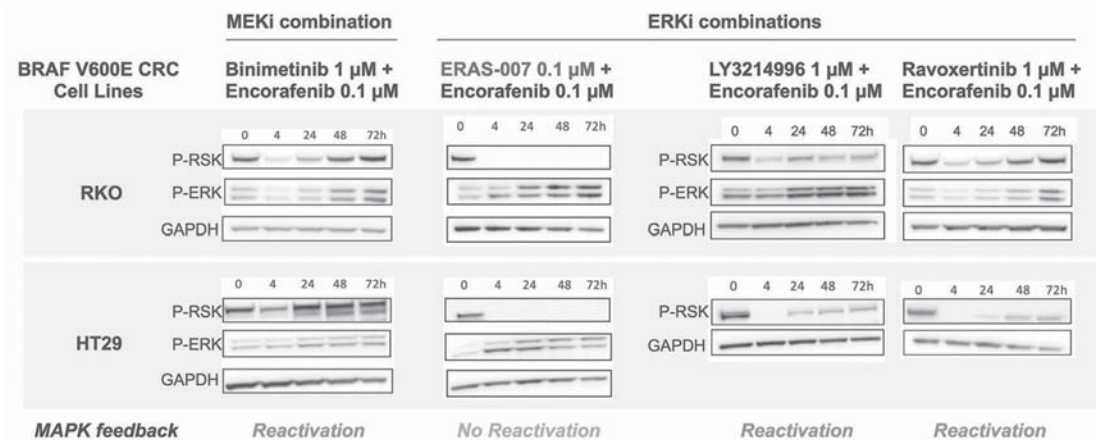 MEKi combination
ERKi combinations
BRAF V600E CRC
Cell Lines
Binimetinib 1 µM +
Encorafenib 0.1 µM
ERAS-007 0.1 µM +
Encorafenib 0.1 µM
LY3214996 1 µM +
Encorafenib 0.1 µM
Ravoxertinib 1 µM +
Encorafenib 0.1 µM
RKO
0 4 24 48 72h
P-RSK
P-ERK
GAPDH
0 4 24 48 72h
0 4 24 48 72h
P-RSK
P-ERK
GAPDH
0 4 24 48 72h
HT29
0 4 24 48 72h
P-RSK
P-ERK
GAPDH
0 4 24 48 72h
0 4 24 48 72h
P-RSK
GAPDH
0 4 24 48 72h
MAPK feedback
Reactivation
No Reactivation
Reactivation
Reactivation